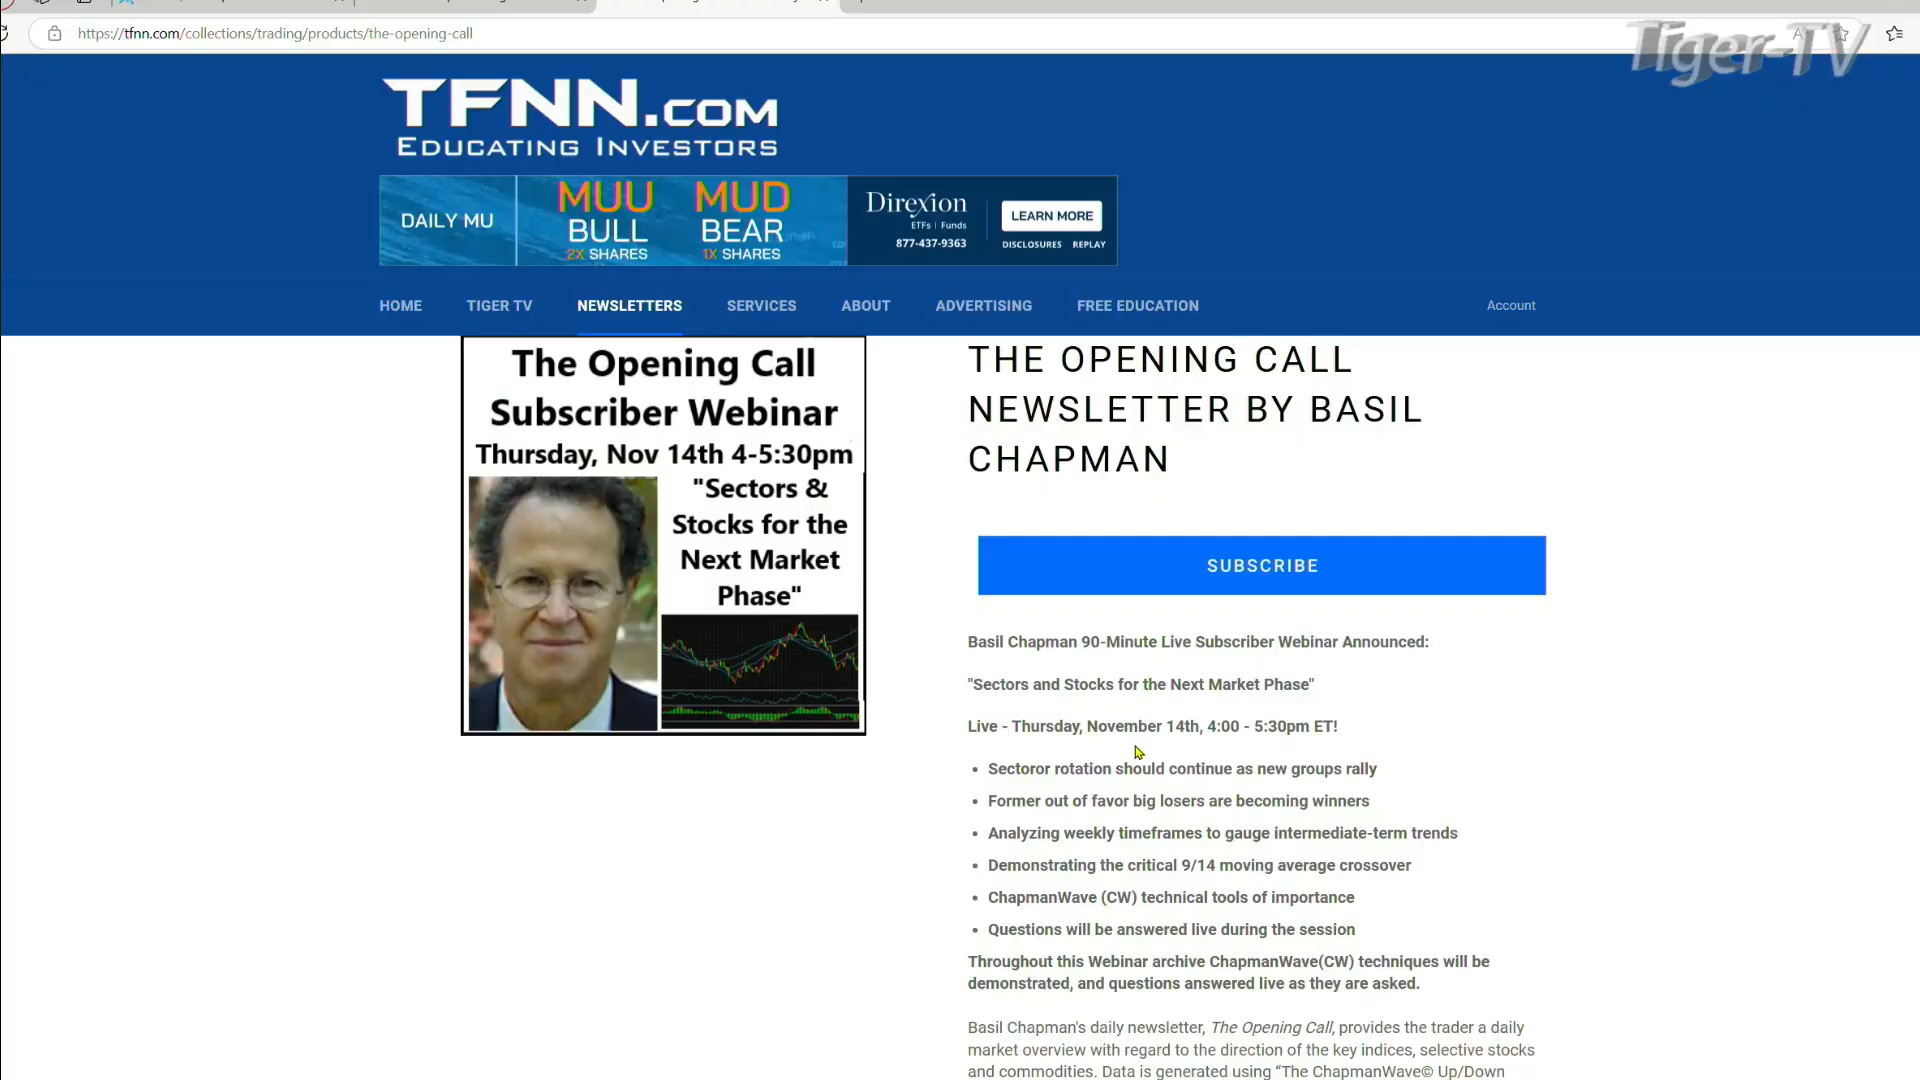 https://tfnn.com/collections/trading/products/the-opening-call
Tiger-TV
TFNN.COM
EDUCATING INVESTORS
DAILY MU
MUU
BULL
2X SHARES
MUD
BEAR
1X SHARES
Direxion
ETFs | Funds
877-437-9363
LEARN MORE
DISCLOSURES REPLAY
HOME TIGER TV NEWSLETTERS SERVICES ABOUT ADVERTISING FREE EDUCATION Account
The Opening Call
Subscriber Webinar
Thursday, Nov 14th 4-5:30pm
"Sectors &
Stocks for the
Next Market
Phase"
THE OPENING CALL
NEWSLETTER BY BASIL
CHAPMAN
SUBSCRIBE
Basil Chapman 90-Minute Live Subscriber Webinar Announced:
"Sectors and Stocks for the Next Market Phase"
Live - Thursday, November 14th, 4:00 - 5:30pm ET!
• Sectoror rotation should continue as new groups rally
• Former out of favor big losers are becoming winners
• Analyzing weekly timeframes to gauge intermediate-term trends
• Demonstrating the critical 9/14 moving average crossover
• ChapmanWave (CW) technical tools of importance
• Questions will be answered live during the session
Throughout this Webinar archive ChapmanWave(CW) techniques will be
demonstrated, and questions answered live as they are asked.
Basil Chapman's daily newsletter, The Opening Call, provides the trader a daily
market overview with regard to the direction of the key indices, selective stocks
and commodities. Data is generated using “The ChapmanWave© Up/Down